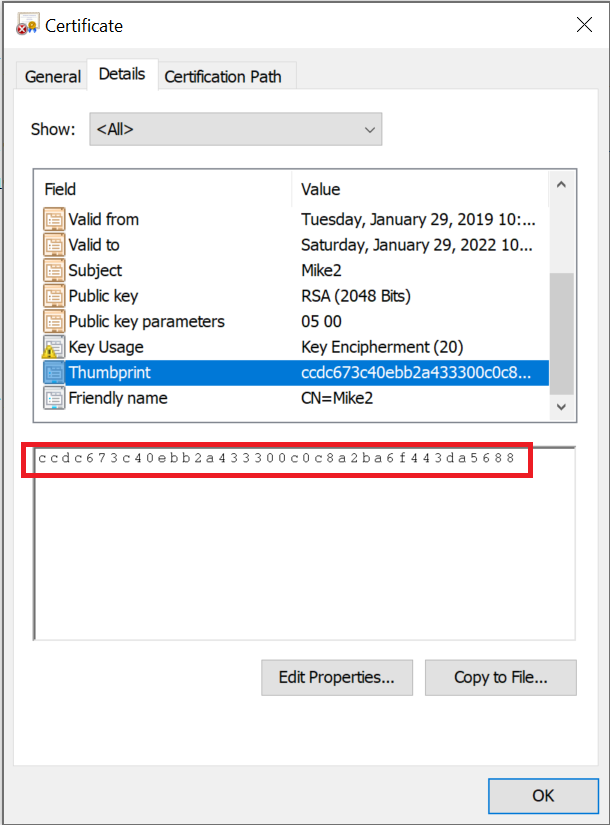 Certificate
General Details Certification Path
Show: <All>
Field Value
Valid from Tuesday, January 29, 2019 10:...
Valid to Saturday, January 29, 2022 10...
Subject Mike2
Public key RSA (2048 Bits)
Public key parameters 05 00
Key Usage Key Encipherment (20)
Thumbprint ccdc673c40ebb2a433300c0c8...
Friendly name CN=Mike2
ccdc673c40ebb2a433300c0c8a2ba6f443da5688
Edit Properties... Copy to File...
OK